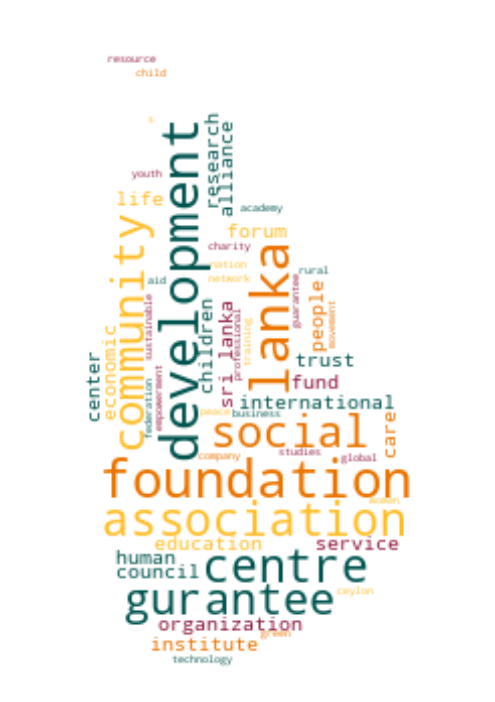 resource
child
s
development
research
alliance
youth
life
academy
community
forum
charity
lanka
nation
rural
aid
network
guarantee
people
sustainable
children
sri lanka
professional
movement
training
economic
center
trust
empowerment
fund
federation
international
peace
business
social
care
company
studies
global
foundation
women
association
education
service
human
centre
council
gurantee
ceylon
organization
green
institute
technology